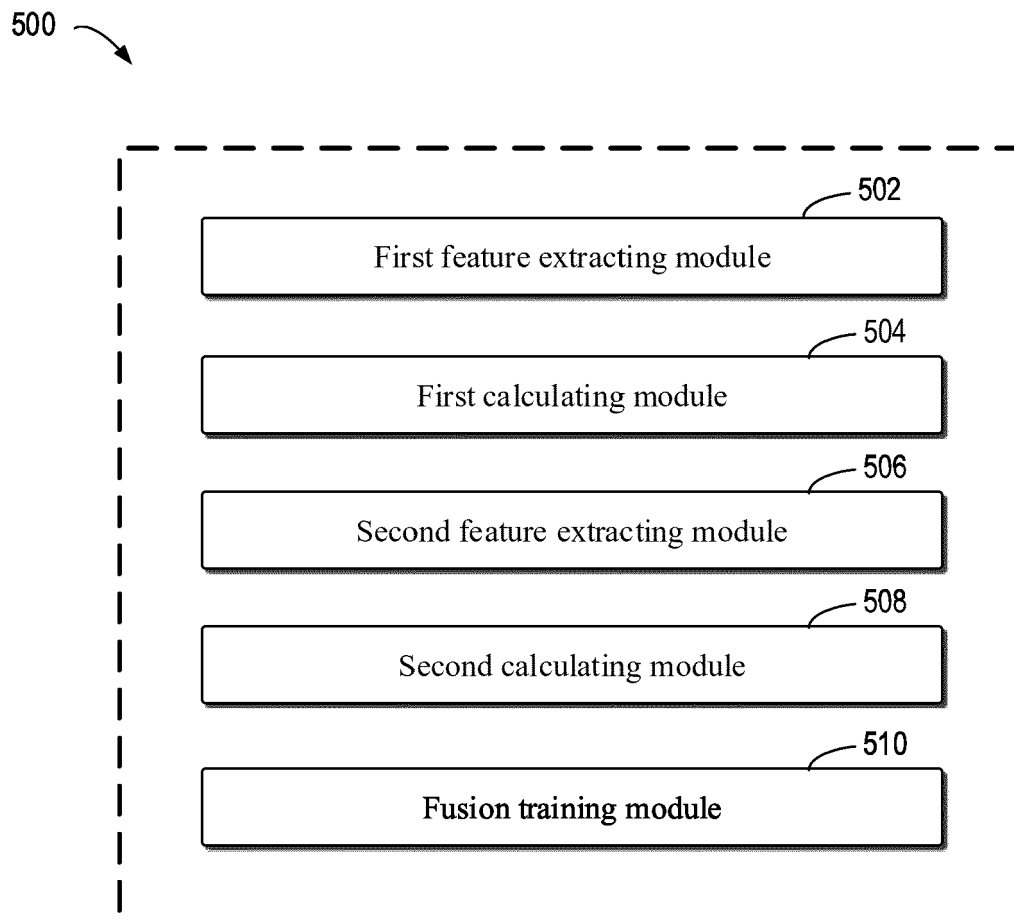 500
502
First feature extracting module
504
First calculating module
506
Second feature extracting module
508
Second calculating module
510
Fusion training module